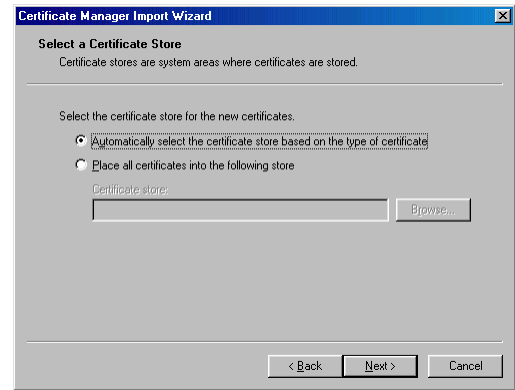 Certificate Manager Import Wizard
Select a Certificate Store
Certificate stores are system areas where certificates are stored.
Select the certificate store for the new certificates.
Automatically select the certificate store based on the type of certificate
Place all certificates into the following store
Certificate store:
Browse...
< Back
Next >
Cancel